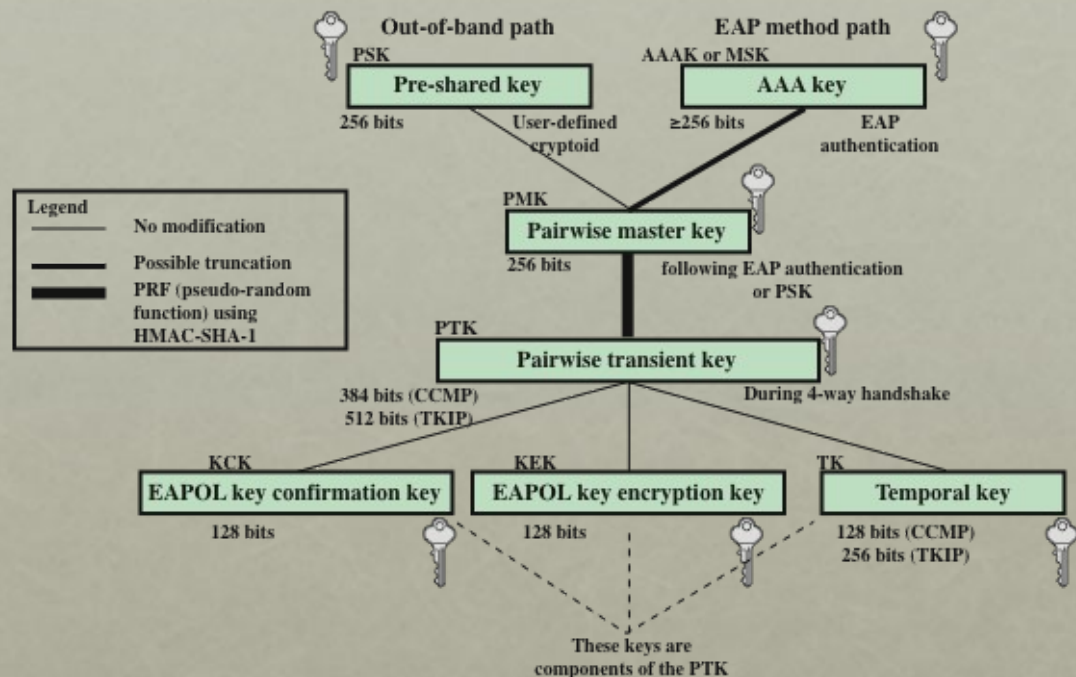 Out-of-band path
EAP method path
PSK
AAAK or MSK
Pre-shared key
AAA key
256 bits
User-defined
cryptoid
≥256 bits
EAP
authentication
Legend
No modification
Possible truncation
PRF (pseudo-random
function) using
HMAC-SHA-1
PMK
Pairwise master key
256 bits
following EAP authentication
or PSK
PTK
Pairwise transient key
384 bits (CCMP)
512 bits (TKIP)
During 4-way handshake
KCK
KEK
TK
EAPOL key confirmation key
EAPOL key encryption key
Temporal key
128 bits
128 bits
128 bits (CCMP)
256 bits (TKIP)
These keys are
components of the PTK